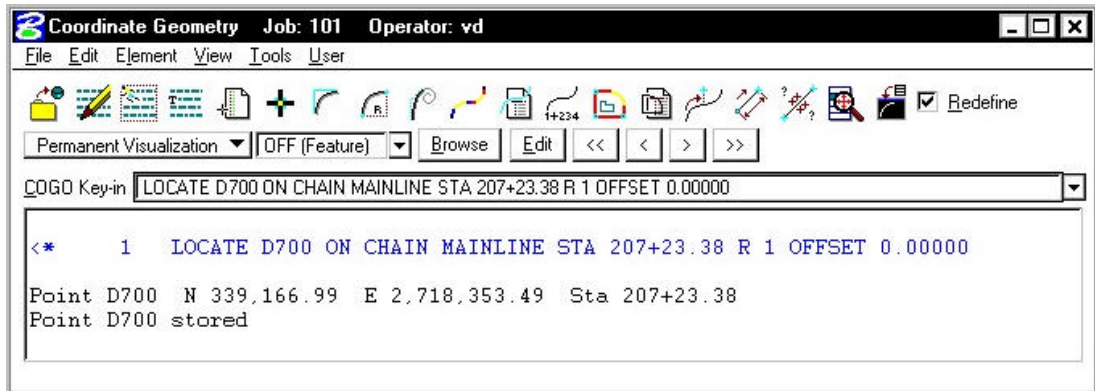 Coordinate Geometry Job: 101 Operator: vd
File Edit Element View Tools User
T R 1+234 ? Redefine
Permanent Visualization OFF (Feature) Browse Edit << < > >>
COGO Key-in LOCATE D700 ON CHAIN MAINLINE STA 207+23.38 R 1 OFFSET 0.00000
<* 1 LOCATE D700 ON CHAIN MAINLINE STA 207+23.38 R 1 OFFSET 0.00000
Point D700 N 339,166.99 E 2,718,353.49 Sta 207+23.38
Point D700 stored